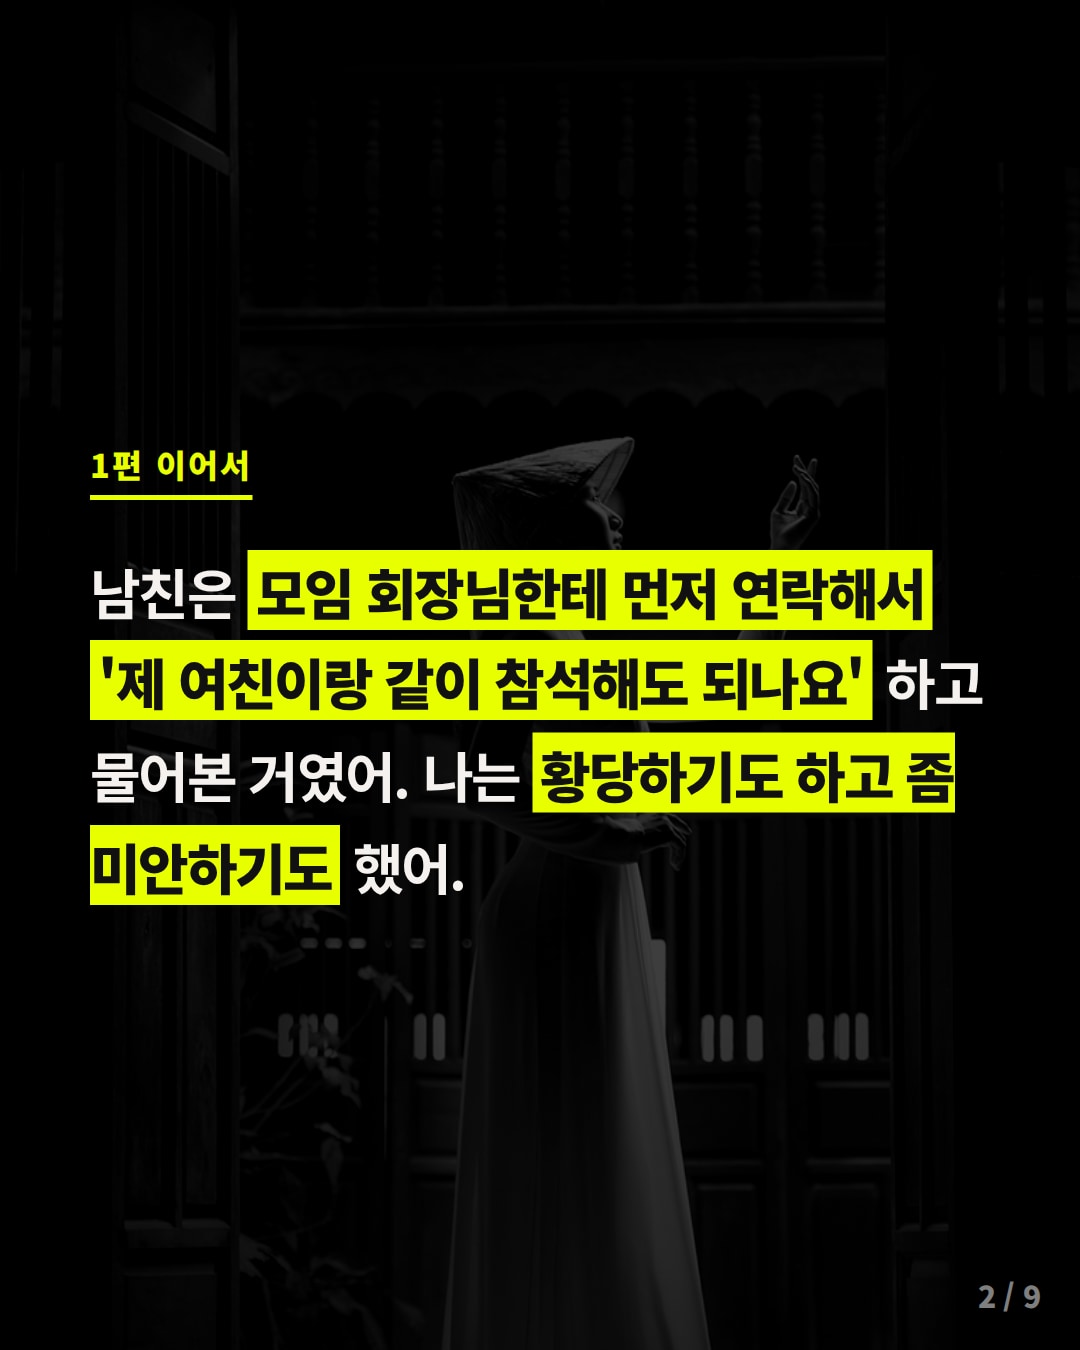 1편 이어서
남친은 모임 회장님한테 먼저 연락해서
'제 여친이랑 같이 참석해도 되나요' 하고
물어본 거였어. 나는 황당하기도 하고 좀
미안하기도 했어.
2 / 9